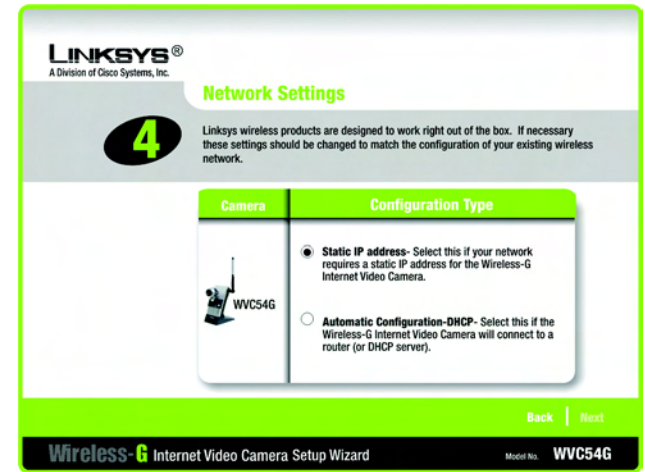 LINKSYS®
A Division of Cisco Systems, Inc.
Network Settings
4
Linksys wireless products are designed to work right out of the box. If necessary
these settings should be changed to match the configuration of your existing wireless
network.
Camera
Configuration Type
WVC54G
Static IP address- Select this if your network
requires a static IP address for the Wireless-G
Internet Video Camera.
Automatic Configuration-DHCP- Select this if the
Wireless-G Internet Video Camera will connect to a
router (or DHCP server).
Back | Next
Wireless-G Internet Video Camera Setup Wizard
Model No. WVC54G